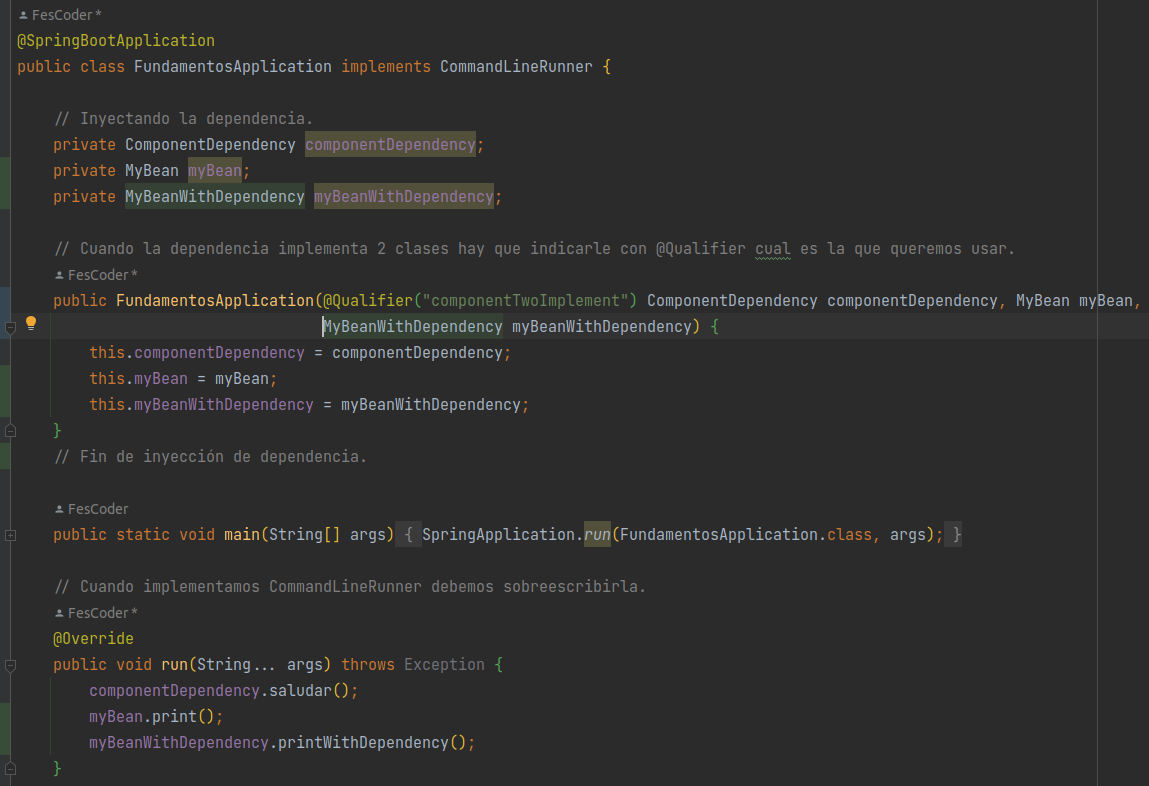 FesCoder *
@SpringBootApplication
public class FundamentosApplication implements CommandLineRunner {
// Inyectando la dependencia.
private ComponentDependency componentDependency;
private MyBean myBean;
private MyBeanWithDependency myBeanWithDependency;
// Cuando la dependencia implementa 2 clases hay que indicarle con @Qualifier cual es la que queremos usar.
FesCoder *
public FundamentosApplication(@Qualifier("componentTwoImplement") ComponentDependency componentDependency, MyBean myBean,
MyBeanWithDependency myBeanWithDependency) {
this.componentDependency = componentDependency;
this.myBean = myBean;
this.myBeanWithDependency = myBeanWithDependency;
}
// Fin de inyección de dependencia.
FesCoder
public static void main(String[] args) { SpringApplication.run(FundamentosApplication.class, args); }
// Cuando implementamos CommandLineRunner debemos sobreescribirla.
FesCoder *
@Override
public void run(String... args) throws Exception {
componentDependency.saludar();
myBean.print();
myBeanWithDependency.printWithDependency();
}